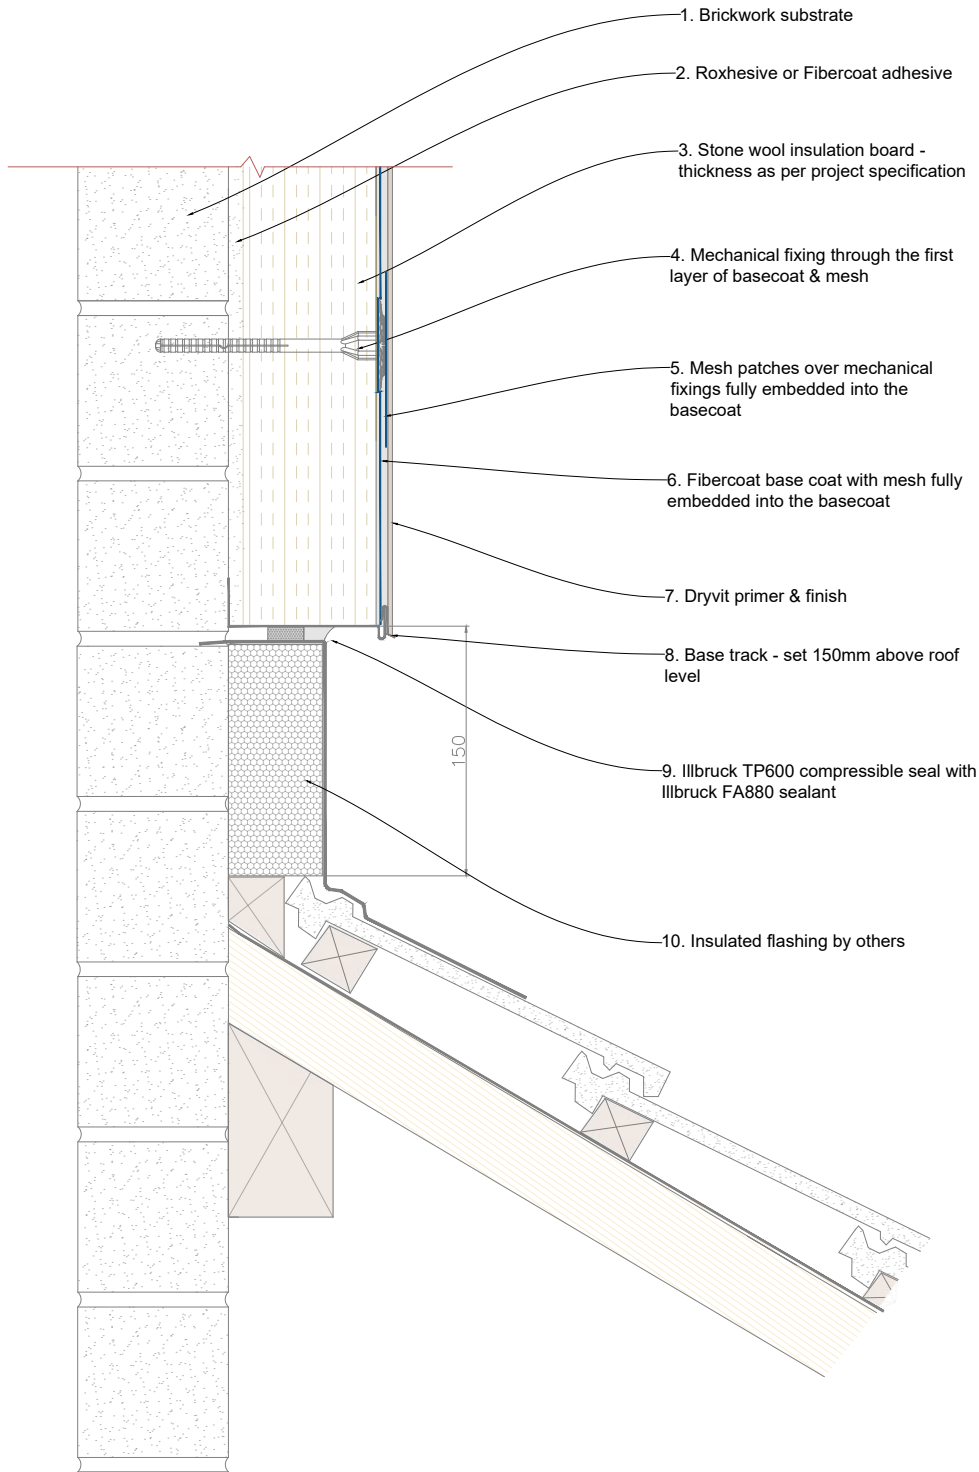 1. Brickwork substrate
2. Roxhesive or Fibercoat adhesive
3. Stone wool insulation board -
thickness as per project specification
4. Mechanical fixing through the first
layer of basecoat & mesh
5. Mesh patches over mechanical
fixings fully embedded into the
basecoat
6. Fibercoat base coat with mesh fully
embedded into the basecoat
7. Dryvit primer & finish
8. Base track - set 150mm above roof
level
150
9. Illbruck TP600 compressible seal with
Illbruck FA880 sealant
10. Insulated flashing by others